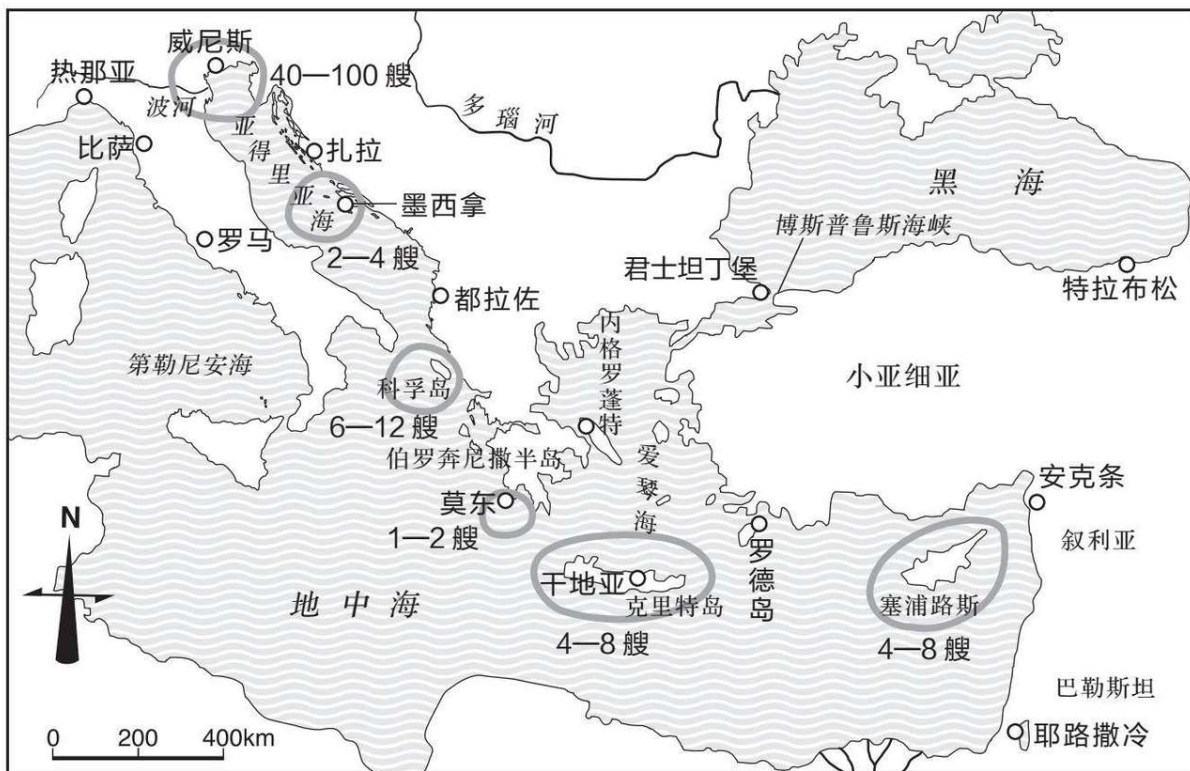 威尼斯
热那亚
40—100 艘
波河
比萨
亚得里亚海
扎拉
多瑙河
墨西拿
2—4 艘
罗马
黑海
博斯普鲁斯海峡
君士坦丁堡
特拉布松
都拉佐
第勒尼安海
科孚岛
6—12 艘
内格罗蓬特
小亚细亚
伯罗奔尼撒半岛
爱琴海
莫东
1—2 艘
安克条
叙利亚
罗德岛
干地亚
克里特岛
4—8 艘
塞浦路斯
4—8 艘
地中海
巴勒斯坦
耶路撒冷
N
0 200 400km